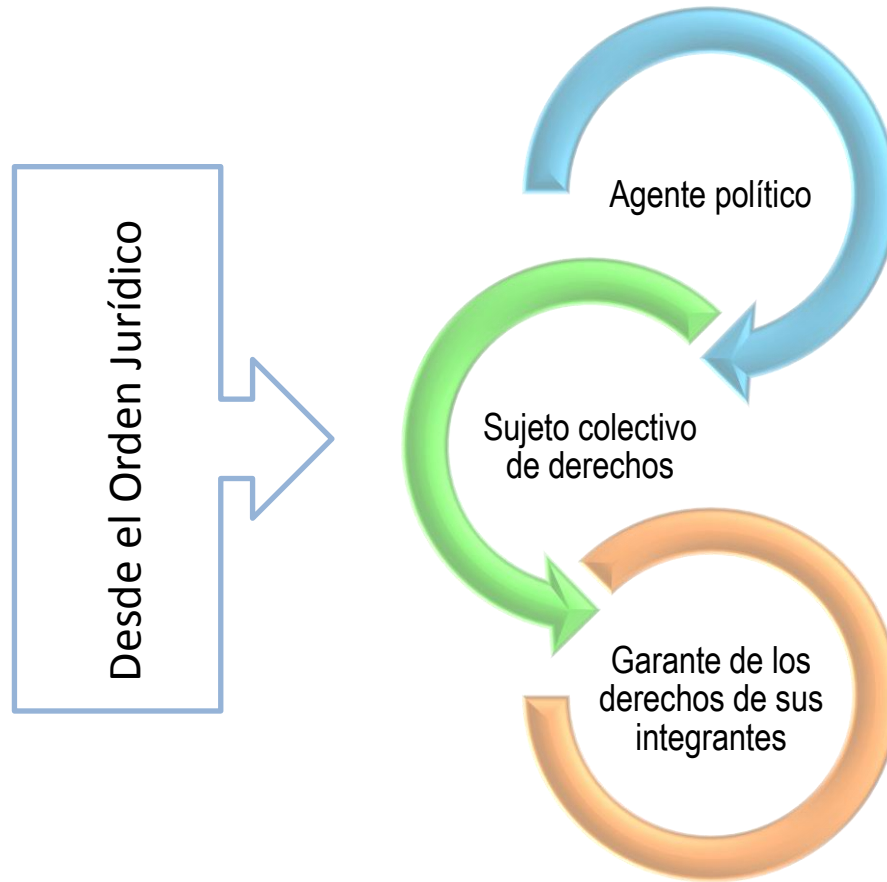 Desde el Orden Jurídico
Agente político
Sujeto colectivo
de derechos
Garante de los
derechos de sus
integrantes